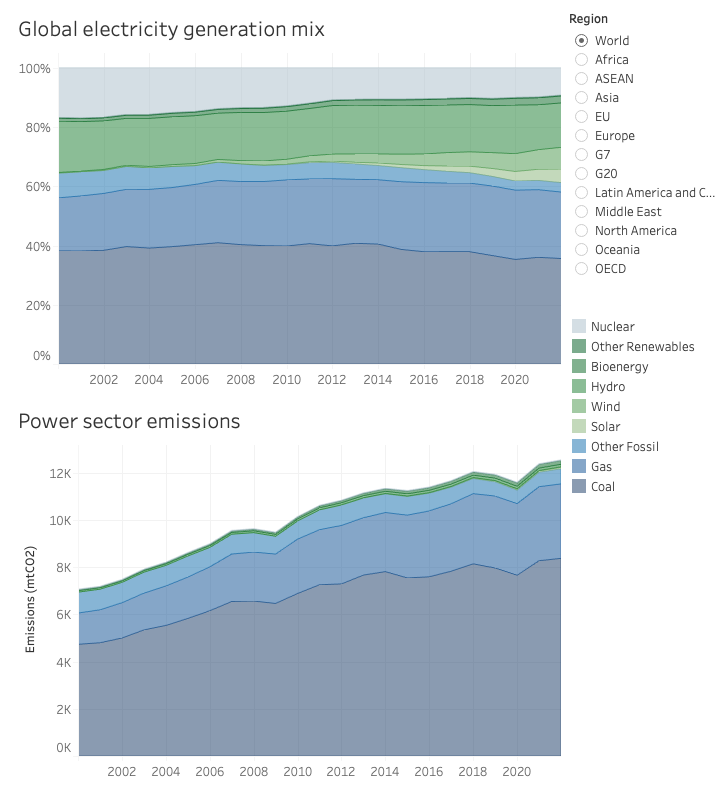 Global electricity generation mix
100%
80%
60%
40%
20%
0%
2002 2004 2006 2008 2010 2012 2014 2016 2018 2020
Region
World
Africa
ASEAN
Asia
EU
Europe
G7
G20
Latin America and C...
Middle East
North America
Oceania
OECD
Nuclear
Other Renewables
Bioenergy
Hydro
Wind
Solar
Other Fossil
Gas
Coal
Power sector emissions
Emissions (mtCO2)
12K
10K
8K
6K
4K
2K
0K
2002 2004 2006 2008 2010 2012 2014 2016 2018 2020